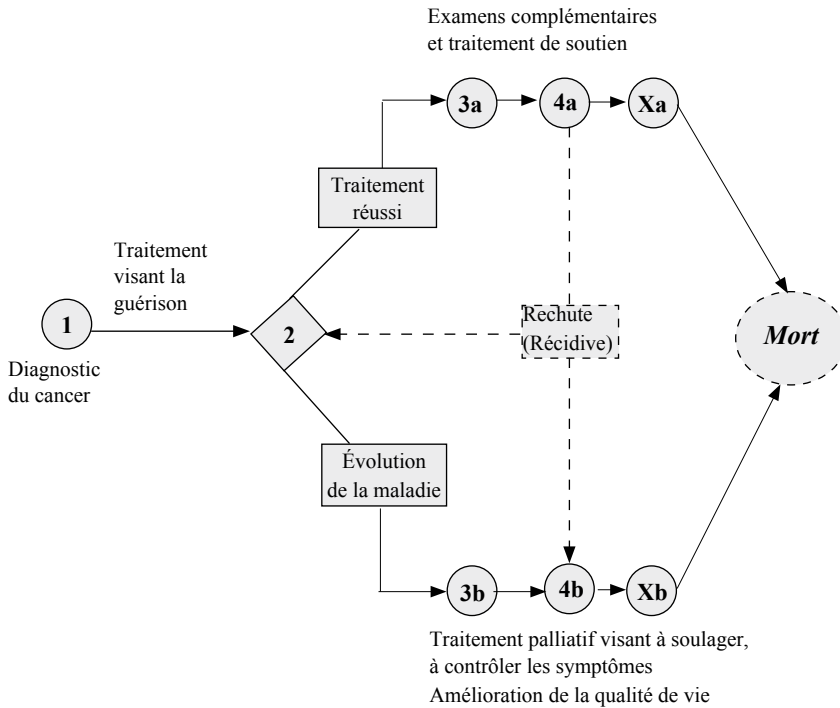 Examens complémentaires
et traitement de soutien
3a
4a
Xa
Traitement
réussi
Traitement
visant la
guérison
1
2
Rechute
(Récidive)
Mort
Diagnostic
du cancer
Évolution
de la maladie
3b
4b
Xb
Traitement palliatif visant à soulager,
à contrôler les symptômes
Amélioration de la qualité de vie